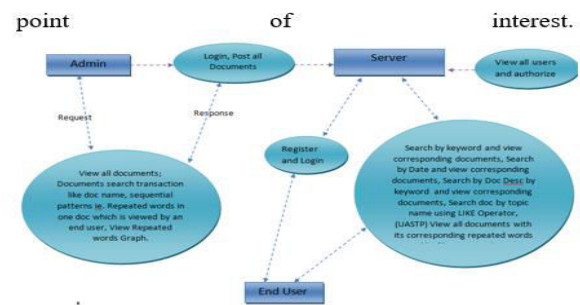 point of interest.
Admin
Login, Post all
Documents
Server
View all users
and authorize
Request
Response
Register
and Login
View all documents;
Documents search transaction
like doc name, sequential
patterns ie. Repeated words in
one doc which is viewed by an
end user, View Repeated
words Graph.
Search by keyword and view
corresponding documents, Search
by Date and view corresponding
documents, Search by Doc Desc by
keyword and view corresponding
documents, Search doc by topic
name using LIKE Operator,
(UASTP) View all documents with
its corresponding repeated words
End User